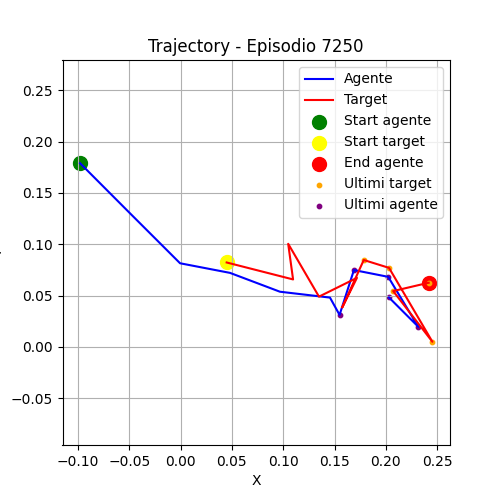 Trajectory - Episodio 7250
Agente
Target
Start agente
Start target
End agente
Ultimi target
Ultimi agente
0.25
0.20
0.15
0.10
0.05
0.00
−0.05
−0.10
−0.05
0.00
0.05
0.10
0.15
0.20
0.25
X